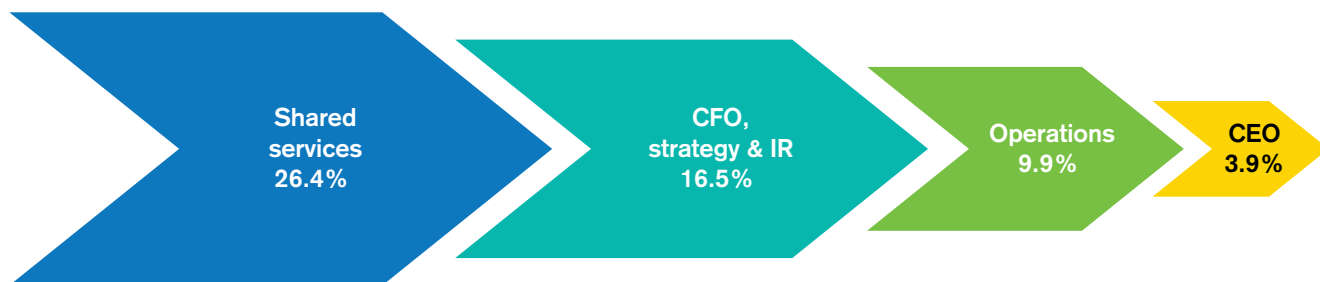 Shared
services
26.4%
CFO,
strategy & IR
16.5%
Operations
9.9%
CEO
3.9%